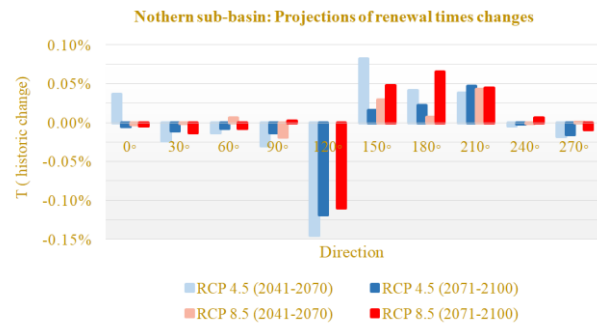 Nothern sub-basin: Projections of renewal times changes
T ( historic change)
0.10%
0.05%
0.00%
-0.05%
-0.10%
-0.15%
0◦ 30◦ 60◦ 90◦ 120◦ 150◦ 180◦ 210◦ 240◦ 270◦
Direction
RCP 4.5 (2041-2070) RCP 4.5 (2071-2100)
RCP 8.5 (2041-2070) RCP 8.5 (2071-2100)